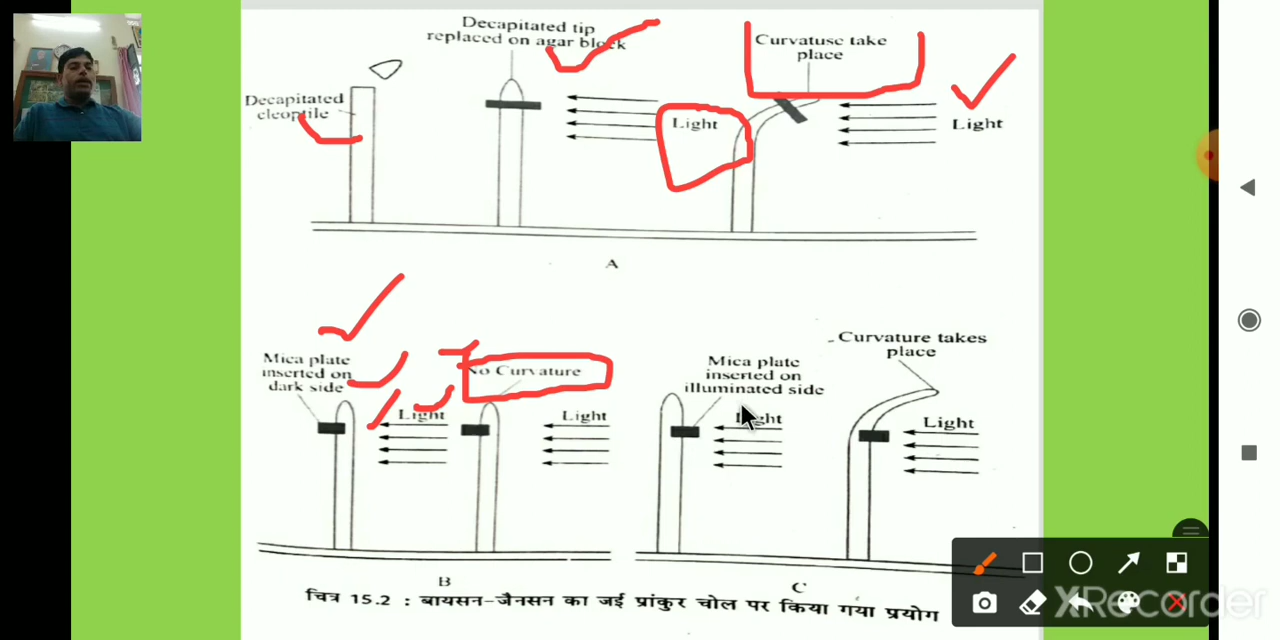 Decapitated tip
replaced on agar block
Curvatuse take
place
Decapitated
cleoptile
Light
Light
A
Mica plate
inserted on
dark side
No Curvature
Light
Light
Mica plate
inserted on
illuminated side
Light
Curvature takes
place
Light
B
C
चित्र 15.2 : बायसन-जैनसन का जई प्रांकुर चोल पर किया गया प्रयोग
XRecorder